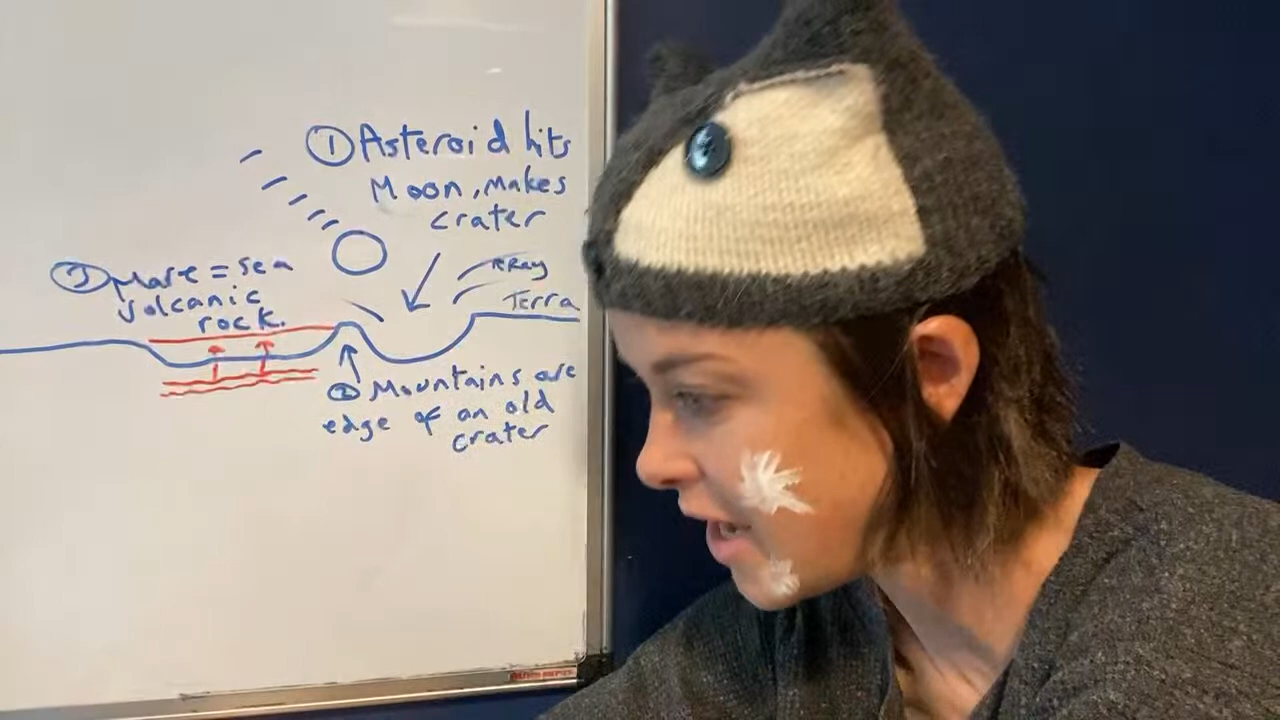 ① Asteroid hits
Moon, makes
crater
Ray
Terra
③ Mare = sea
volcanic
rock.
② Mountains are
edge of an old
crater